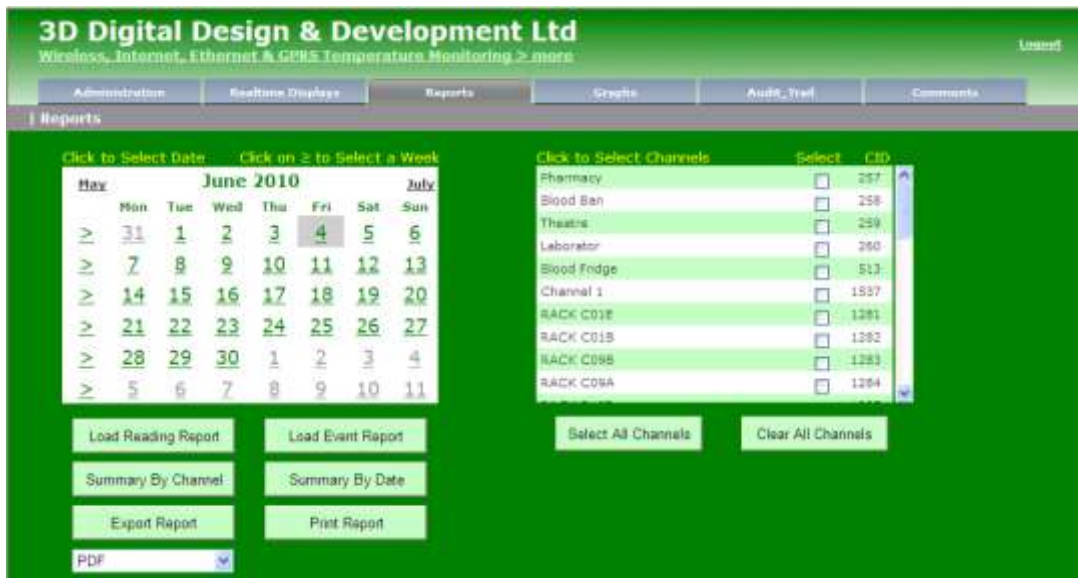 3D Digital Design & Development Ltd
Wireless, Internet, Ethernet & GPRS Temperature Monitoring > more
Logout
Administration Realtime Displays Reports Graphs Audit_Trail Comments
| Reports
Click to Select Date Click on ≥ to Select a Week
May June 2010 July
Mon Tue Wed Thu Fri Sat Sun
> 31 1 2 3 4 5 6
> 7 8 9 10 11 12 13
> 14 15 16 17 18 19 20
> 21 22 23 24 25 26 27
> 28 29 30 1 2 3 4
> 5 6 7 8 9 10 11
Load Reading Report Load Event Report
Summary By Channel Summary By Date
Export Report Print Report
PDF
Click to Select Channels Select CID
Pharmacy 257
Blood Ban 258
Theatre 259
Laborator 260
Blood Fridge 513
Channel 1 1537
RACK C01B 1281
RACK C01B 1282
RACK C09B 1283
RACK C09A 1284
Select All Channels Clear All Channels